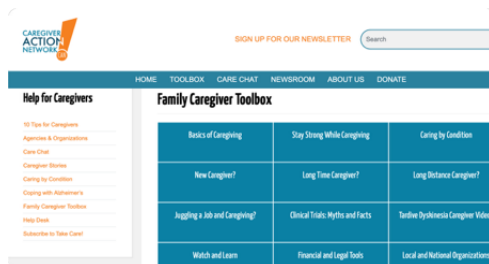 CAREGIVER
ACTION
NETWORK
SIGN UP FOR OUR NEWSLETTER
Search
HOME TOOLBOX CARE CHAT NEWSROOM ABOUT US DONATE
Help for Caregivers
10 Tips for Caregivers
Agencies & Organizations
Care Chat
Caregiver Stories
Caring by Condition
Coping with Alzheimer's
Family Caregiver Toolbox
Help Desk
Subscribe to Take Care!
Family Caregiver Toolbox
Basics of Caregiving Stay Strong While Caregiving Caring by Condition
New Caregiver? Long Time Caregiver? Long Distance Caregiver?
Juggling a Job and Caregiving? Clinical Trials: Myths and Facts Tardive Dyskinesia Caregiver Video
Watch and Learn Financial and Legal Tools Local and National Organizations